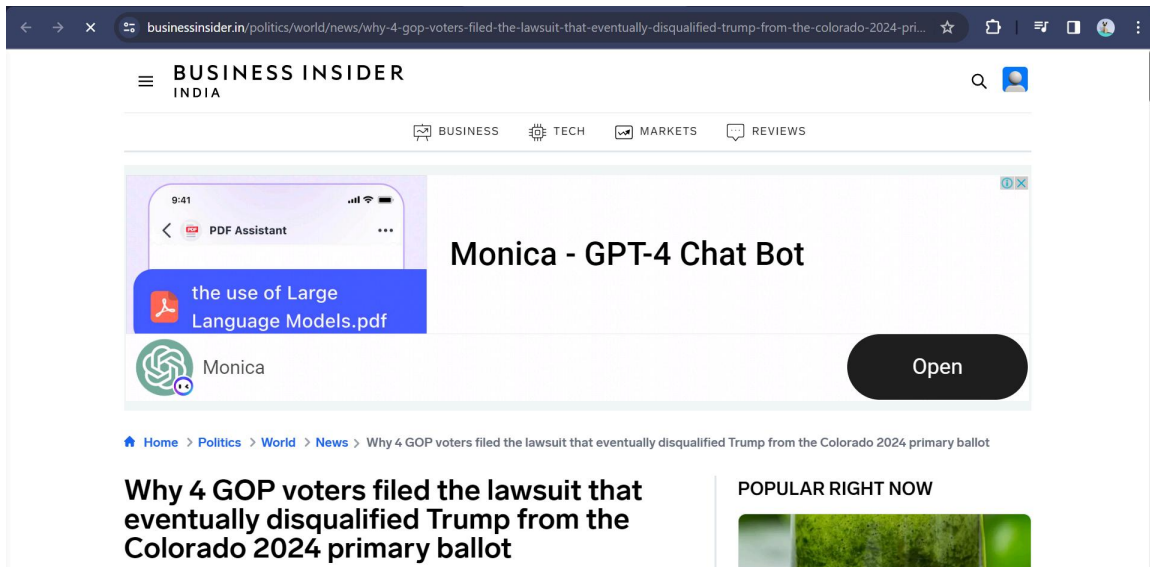 businessinsider.in/politics/world/news/why-4-gop-voters-filed-the-lawsuit-that-eventually-disqualified-trump-from-the-colorado-2024-pri...
BUSINESS INSIDER
INDIA
BUSINESS TECH MARKETS REVIEWS
9:41
PDF Assistant
the use of Large
Language Models.pdf
Monica - GPT-4 Chat Bot
Monica
Open
Home > Politics > World > News > Why 4 GOP voters filed the lawsuit that eventually disqualified Trump from the Colorado 2024 primary ballot
Why 4 GOP voters filed the lawsuit that
eventually disqualified Trump from the
Colorado 2024 primary ballot
POPULAR RIGHT NOW